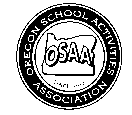 OREGON SCHOOL ACTIVITIES
OSAA
ASSOCIATION